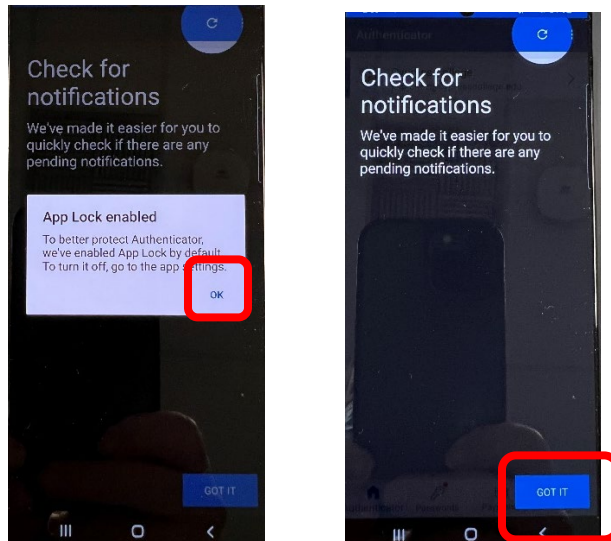 Check for
notifications
We've made it easier for you to
quickly check if there are any
pending notifications.
App Lock enabled
To better protect Authenticator,
we've enabled App Lock by default.
To turn it off, go to the app settings.
OK
GOT IT
Authenticator
Check for
notifications
We've made it easier for you to
quickly check if there are any
pending notifications.
GOT IT
Authenticator Passwords